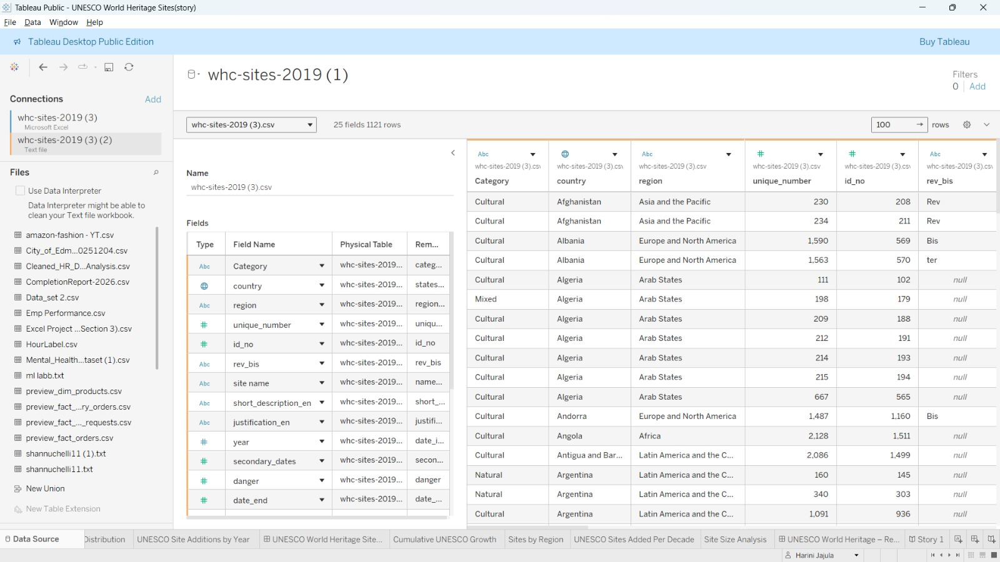 Tableau Public - UNESCO World Heritage Sites(story)
File Data Window Help
Tableau Desktop Public Edition
Buy Tableau
Connections
Add
whc-sites-2019 (3)
Microsoft Excel
whc-sites-2019 (3) (2)
Text file
Files
Use Data Interpreter
Data Interpreter might be able to
clean your Text file workbook.
amazon-fashion - YT.csv
City_of_Edm...0251204.csv
Cleaned_HR_D...Analysis.csv
CompletionReport-2026.csv
Data_set 2.csv
Emp Performance.csv
Excel Project ...Section 3).csv
HourLabel.csv
Mental_Health...taset (1).csv
ml labb.txt
preview_dim_products.csv
preview_fact_...ry_orders.csv
preview_fact_..._requests.csv
preview_fact_orders.csv
shannuchelli11 (1).txt
shannuchelli11.txt
New Union
New Table Extension
whc-sites-2019 (1)
Filters
0 Add
whc-sites-2019 (3).csv
25 fields 1121 rows
100 → rows
Name
whc-sites-2019 (3).csv
Fields
Type Field Name Physical Table Rem...
Abc Category whc-sites-2019... categ...
country whc-sites-2019... states...
Abc region whc-sites-2019... region...
# unique_number whc-sites-2019... uniqu...
# id_no whc-sites-2019... id_no
Abc rev_bis whc-sites-2019... rev_bis
Abc site name whc-sites-2019... name...
Abc short_description_en whc-sites-2019... short_...
Abc justification_en whc-sites-2019... justifi...
# year whc-sites-2019... date_i...
# secondary_dates whc-sites-2019... secon...
# danger whc-sites-2019... danger
# date_end whc-sites-2019... date_...
Abc Abc # # Abc
whc-sites-2019 (3).csv whc-sites-2019 (3).csv whc-sites-2019 (3).csv whc-sites-2019 (3).csv whc-sites-2019 (3).csv whc-sites-2019 (3).csv
Category country region unique_number id_no rev_bis
Cultural Afghanistan Asia and the Pacific 230 208 Rev
Cultural Afghanistan Asia and the Pacific 234 211 Rev
Cultural Albania Europe and North America 1,590 569 Bis
Cultural Albania Europe and North America 1,563 570 ter
Cultural Algeria Arab States 111 102 null
Mixed Algeria Arab States 198 179 null
Cultural Algeria Arab States 209 188 null
Cultural Algeria Arab States 212 191 null
Cultural Algeria Arab States 214 193 null
Cultural Algeria Arab States 215 194 null
Cultural Algeria Arab States 667 565 null
Cultural Andorra Europe and North America 1,487 1,160 Bis
Cultural Angola Africa 2,128 1,511 null
Cultural Antigua and Bar... Latin America and the C... 2,086 1,499 null
Natural Argentina Latin America and the C... 160 145 null
Natural Argentina Latin America and the C... 340 303 null
Cultural Argentina Latin America and the C... 1,091 936 null
Data Source Distribution UNESCO Site Additions by Year UNESCO World Heritage Site... Cumulative UNESCO Growth Sites by Region UNESCO Sites Added Per Decade Site Size Analysis UNESCO World Heritage – Re... Story 1
Harini Jajula